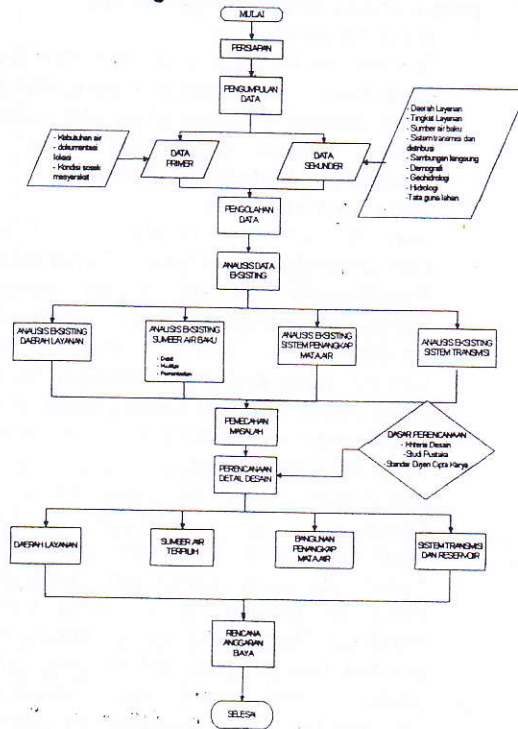 MULAI
PERSIAPAN
PENGUMPULAN
DATA
- Kebutuhan air
- dokumentasi
lokasi
- Kondisi sosek
masyarakat
DATA
PRIMER
DATA
SEKUNDER
- Daerah Layanan
- Tingkat Layanan
- Sumber air baku
- Sistem transmisi dan
distribusi
- Sambungan langsung
- Demografi
- Geohidrologi
- Hidrologi
-Tata guna lahan
PENGOLAHAN
DATA
ANALISIS DATA
EKSISTING
ANALISIS EKSISTING
DAERAH LAYANAN
ANALISIS EKSISTING
SUMBER AIR BAKU
- Debit
- Kualitas
- Pemanfaatan
ANALISIS EKSISTING
SISTEM PENANGKAP
MATA AIR
ANALISIS EKSISTING
SISTEM TRANSMISI
PEMECAHAN
MASALAH
DASAR PERENCANAAN
- Kriteria Desain
- Studi Pustaka
-Standar Dirjen Cipta Karya
PERENCANAAN
DETAIL DESAIN
DAERAH LAYANAN
SUMBER AIR
TERPILIH
BANGUNAN
PENANGKAP
MATA AIR
SISTEM TRANSMISI
DAN RESERVOIR
RENCANA
ANGGARAN
BIAYA
SELESAI